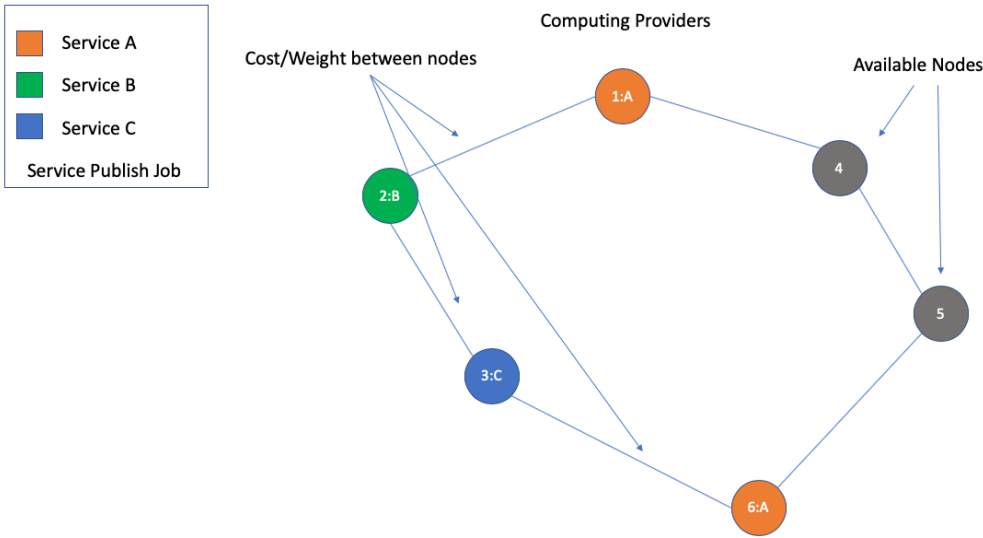 Computing Providers
Service A
Service B
Service C
Service Publish Job
Cost/Weight between nodes
Available Nodes
1:A
4
2:B
5
3:C
6:A